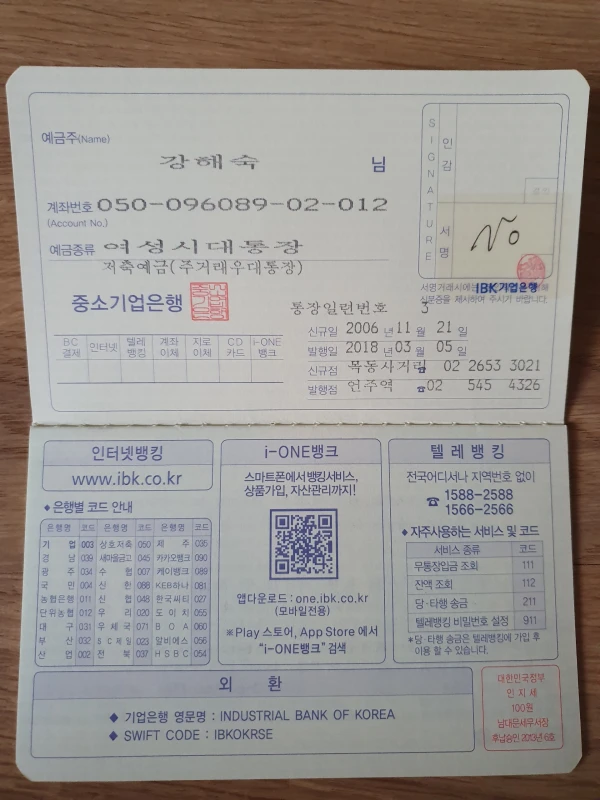 예금주(Name) 강해숙 님
계좌번호 050-096089-02-012
(Account No.)
예금종류 여성시대통장
저축예금(주거래우대통장)
중소기업은행
SIGNATURE
인감
서명
No
IBK기업은행
통장일련번호 3
신규일 2006 년 11 월 21 일
발행일 2018 년 03 월 05 일
신규점 목동사거리 ☎ 02 2653 3021
발행점 언주역 ☎02 545 4326
BC결제 인터넷 텔레뱅킹 계좌이체 지로이체 CD카드 i-ONE뱅크
인터넷뱅킹
www.ibk.co.kr
◆ 은행별 코드 안내
은행명 코드 은행명 코드 은행명 코드
기업 003 상호저축 050 제주 035
경남 039 새마을금고 045 카카오뱅크 090
광주 034 수협 007 케이뱅크 089
국민 004 신한 088 KEB하나 081
농협은행 011 신협 048 한국씨티 027
단위농협 012 우리 020 도이치 055
대구 031 우체국 071 BOA 060
부산 032 SC제일 023 알비에스 056
산업 002 전북 037 HSBC 054
i-ONE뱅크
스마트폰에서 뱅킹서비스,
상품가입, 자산관리까지!
앱다운로드 : one.ibk.co.kr
(모바일전용)
※Play 스토어, App Store 에서
“i-ONE뱅크” 검색
텔레뱅킹
전국어디서나 지역번호 없이
☎ 1588-2588
1566-2566
◆ 자주사용하는 서비스 및 코드
서비스 종류 코드
무통장입금 조회 111
잔액 조회 112
당·타행 송금 211
텔레뱅킹 비밀번호 설정 911
*당·타행 송금은 텔레뱅킹에 가입 후
이용 할 수 있습니다.
외 환
◆ 기업은행 영문명 : INDUSTRIAL BANK OF KOREA
◆ SWIFT CODE : IBKOKRSE
대한민국정부
인지세
100원
남대문세무서장
후납승인 2013년 6호